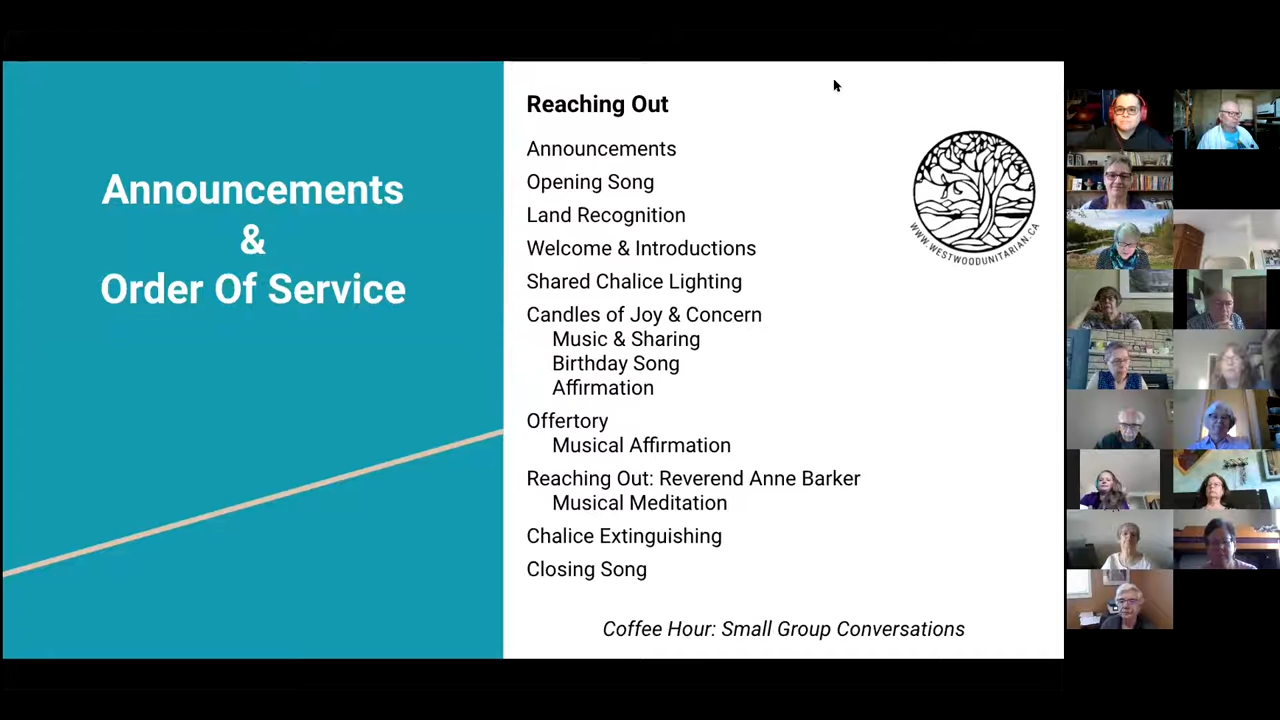 Announcements
&
Order Of Service
Reaching Out
Announcements
Opening Song
Land Recognition
Welcome & Introductions
Shared Chalice Lighting
Candles of Joy & Concern
Music & Sharing
Birthday Song
Affirmation
Offertory
Musical Affirmation
Reaching Out: Reverend Anne Barker
Musical Meditation
Chalice Extinguishing
Closing Song
Coffee Hour: Small Group Conversations
WWW.WESTWOODUNITARIAN.CA